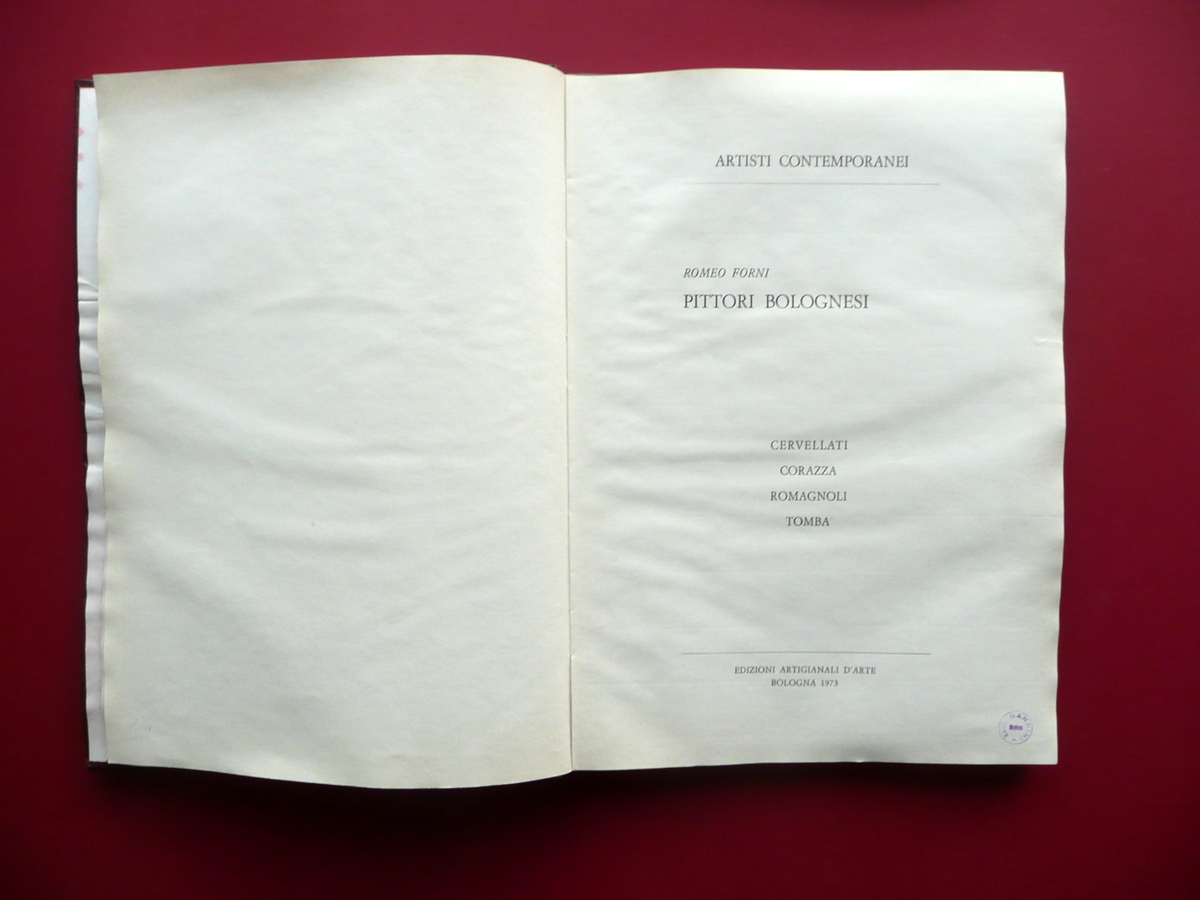 ARTISTI CONTEMPORANEI
ROMEO FORNI
PITTORI BOLOGNESI
CERVELLATI
CORAZZA
ROMAGNOLI
TOMBA
EDIZIONI ARTIGIANALI D'ARTE
BOLOGNA 1973